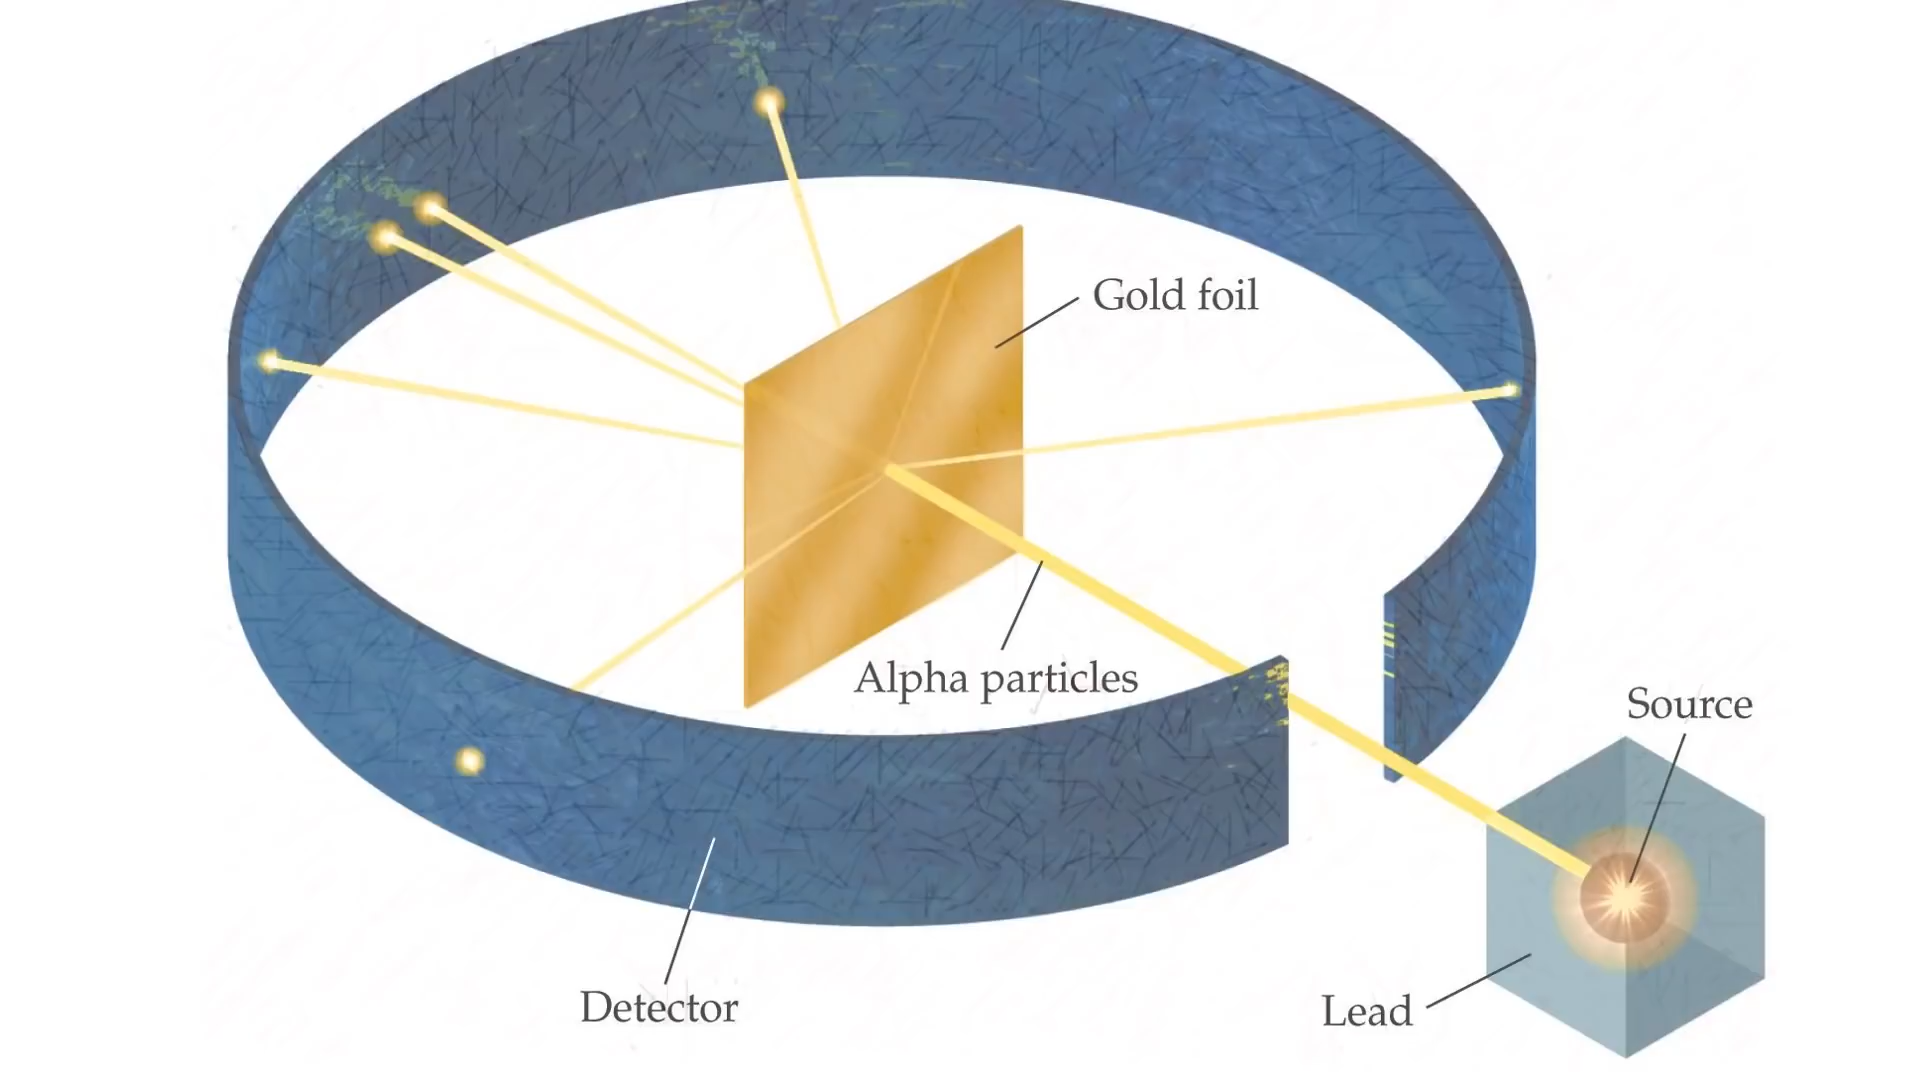 Gold foil
Alpha particles
Source
Detector
Lead